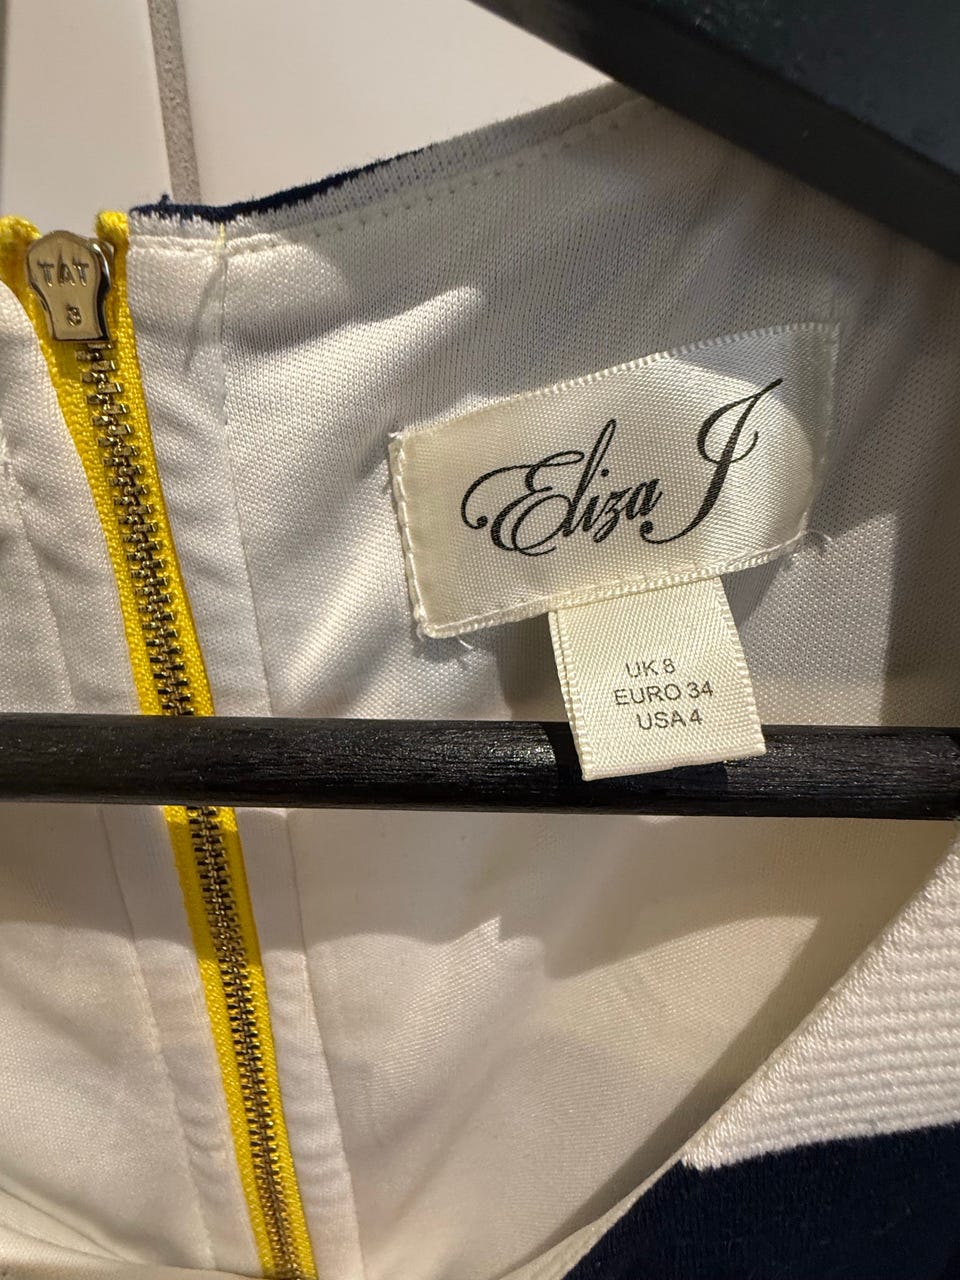 TAT
8
Eliza J
UK 8
EURO 34
USA 4